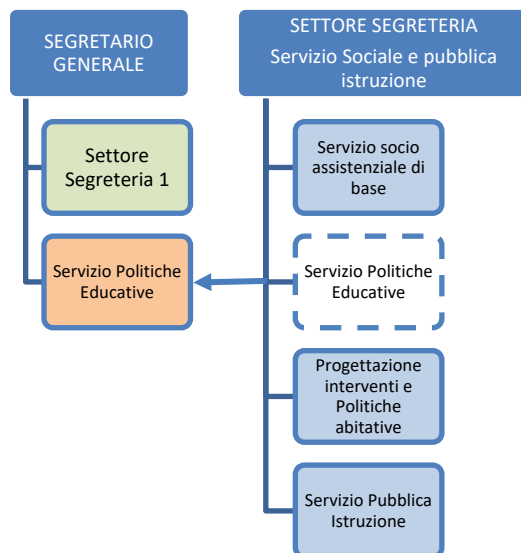 SEGRETARIO
GENERALE
Settore
Segreteria 1
Servizio Politiche
Educative
SETTORE SEGRETERIA
Servizio Sociale e pubblica
istruzione
Servizio socio
assistenziale di
base
Servizio Politiche
Educative
Progettazione
interventi e
Politiche
abitative
Servizio Pubblica
Istruzione